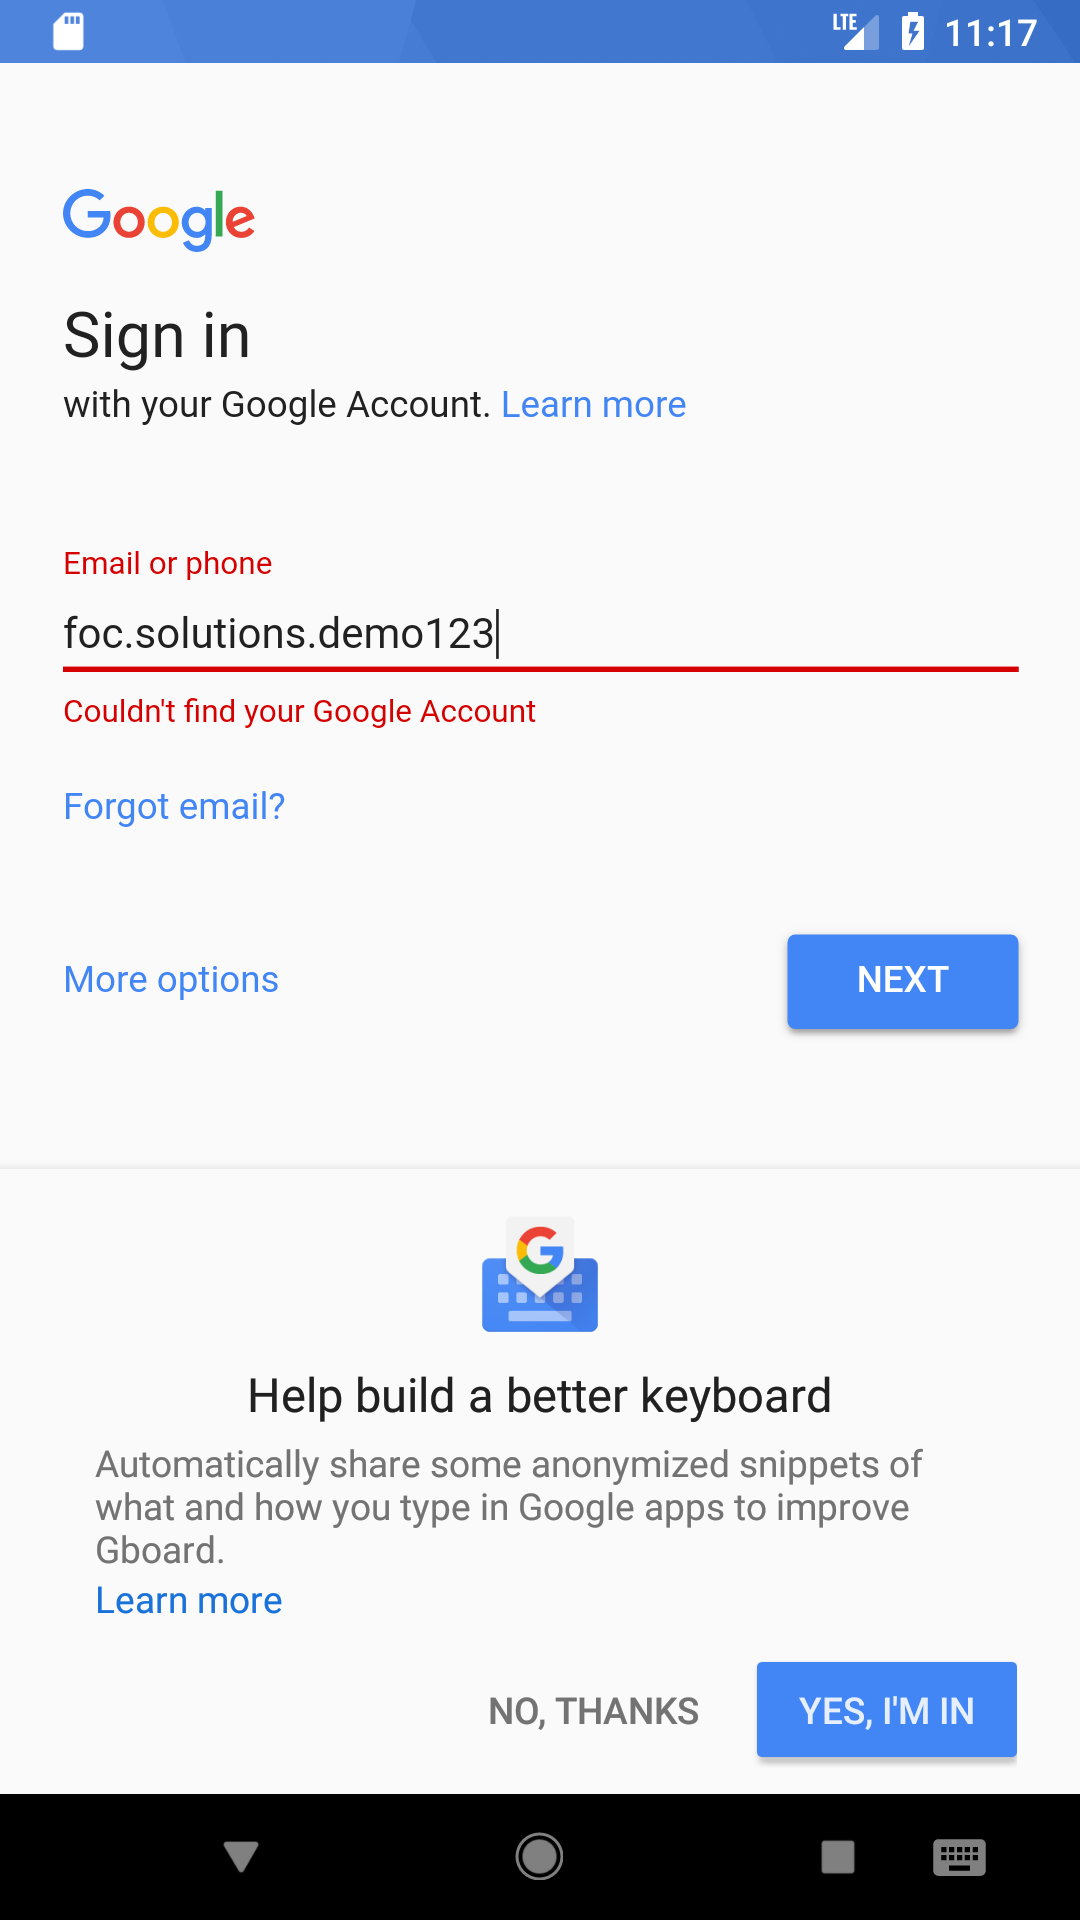 LTE 11:17
Google
Sign in
with your Google Account. Learn more
Email or phone
foc.solutions.demo123
Couldn't find your Google Account
Forgot email?
More options
NEXT
G
Help build a better keyboard
Automatically share some anonymized snippets of
what and how you type in Google apps to improve
Gboard.
Learn more
NO, THANKS
YES, I'M IN